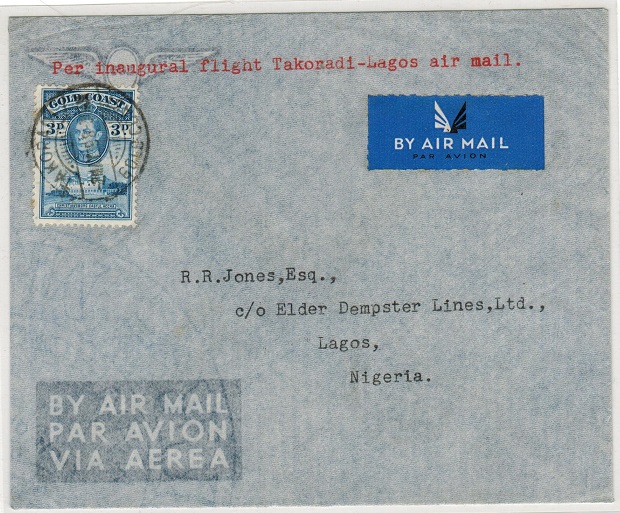 Per inaugural flight Takoradi-Lagos air mail.
GOLD COAST
3D. 3D.
BY AIR MAIL
PAR AVION
R.R.Jones,Esq.,
c/o Elder Dempster Lines,Ltd.,
Lagos,
Nigeria.
BY AIR MAIL
PAR AVION
VIA AEREA